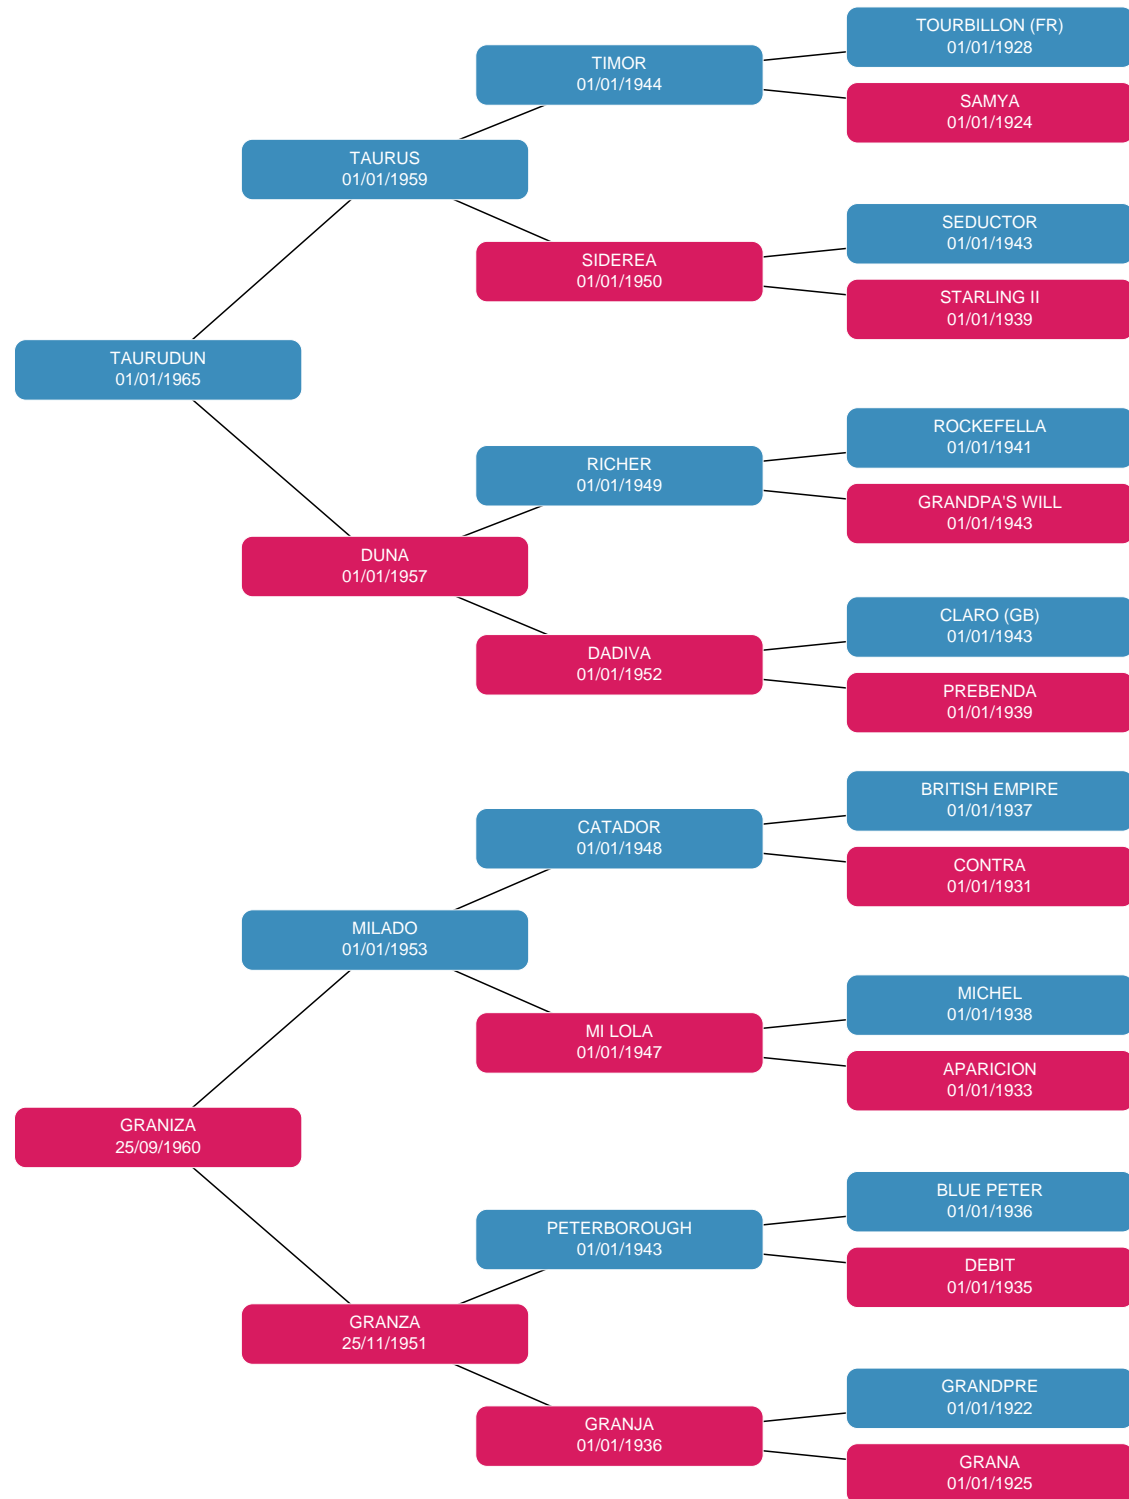 TOURBILLON (FR)
01/01/1928
TIMOR
01/01/1944
SAMYA
01/01/1924
TAURUS
01/01/1959
SEDUCTOR
01/01/1943
SIDEREA
01/01/1950
STARLING II
01/01/1939
TAURUDUN
01/01/1965
ROCKEFELLA
01/01/1941
RICHER
01/01/1949
GRANDPA'S WILL
01/01/1943
DUNA
01/01/1957
CLARO (GB)
01/01/1943
DADIVA
01/01/1952
PREBENDA
01/01/1939
BRITISH EMPIRE
01/01/1937
CATADOR
01/01/1948
CONTRA
01/01/1931
MILADO
01/01/1953
MICHEL
01/01/1938
MI LOLA
01/01/1947
APARICION
01/01/1933
GRANIZA
25/09/1960
BLUE PETER
01/01/1936
PETERBOROUGH
01/01/1943
DEBIT
01/01/1935
GRANZA
25/11/1951
GRANDPRE
01/01/1922
GRANJA
01/01/1936
GRANA
01/01/1925